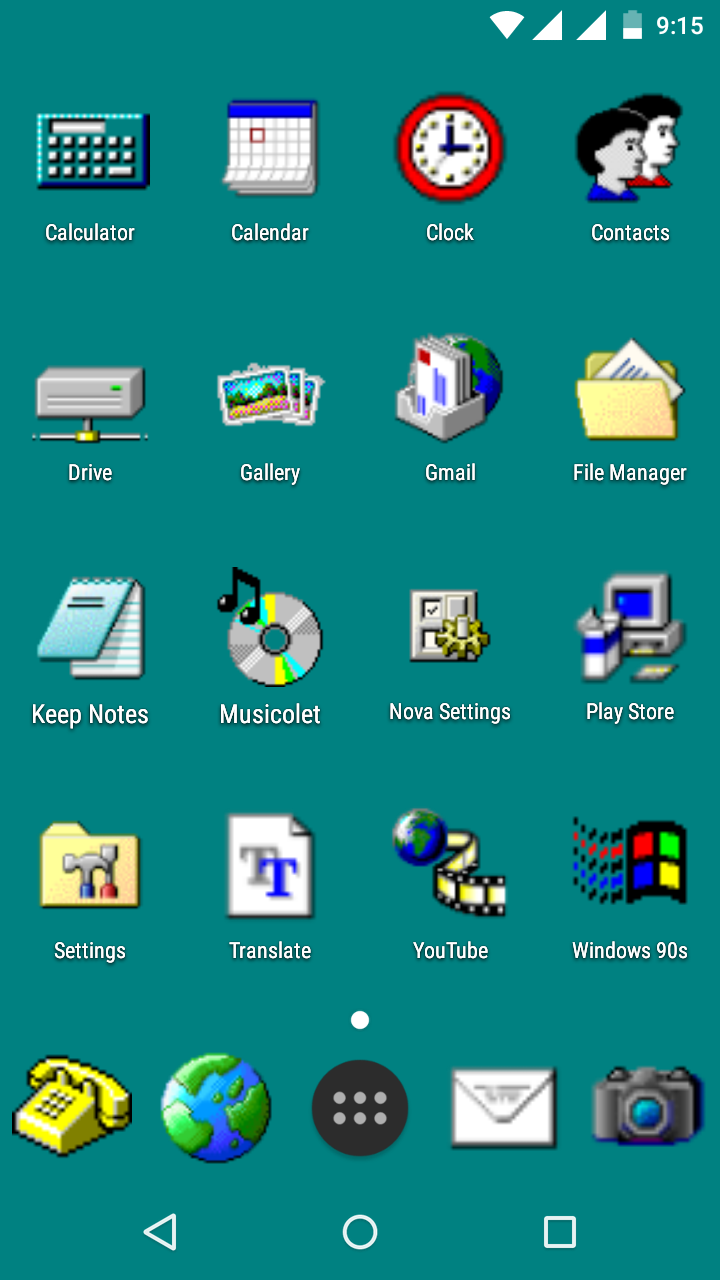 9:15
Calculator
Calendar
Clock
Contacts
Drive
Gallery
Gmail
File Manager
Keep Notes
Musicolet
Nova Settings
Play Store
Settings
TT
Translate
YouTube
Windows 90s